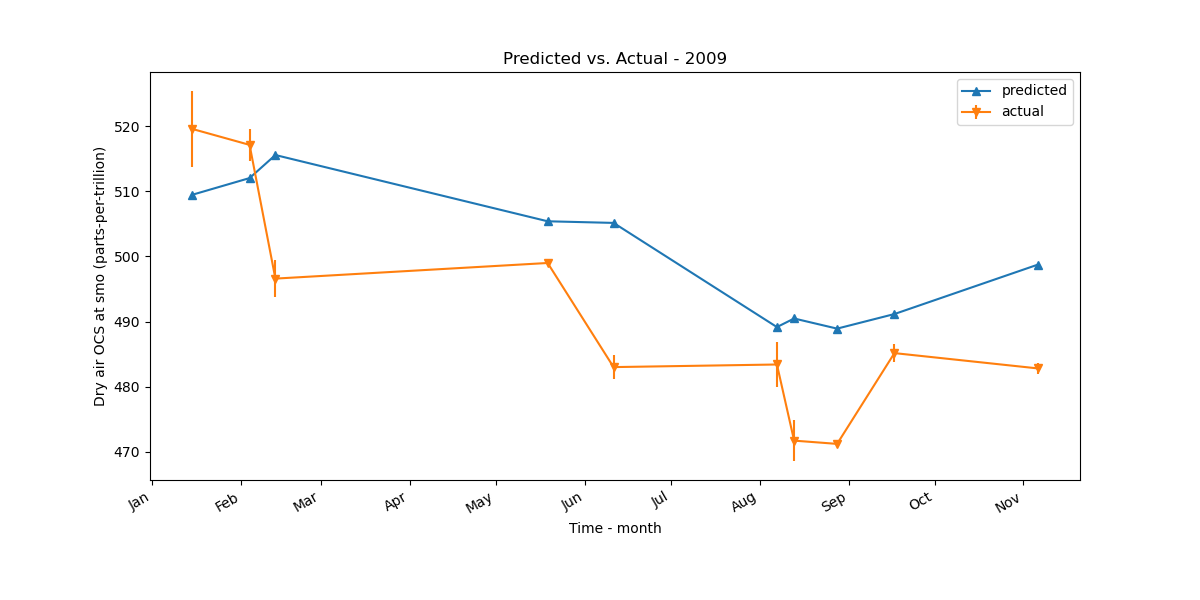 Predicted vs. Actual - 2009
predicted
actual
Dry air OCS at smo (parts-per-trillion)
520
510
500
490
480
470
Jan
Feb
Mar
Apr
May
Jun
Jul
Aug
Sep
Oct
Nov
Time - month